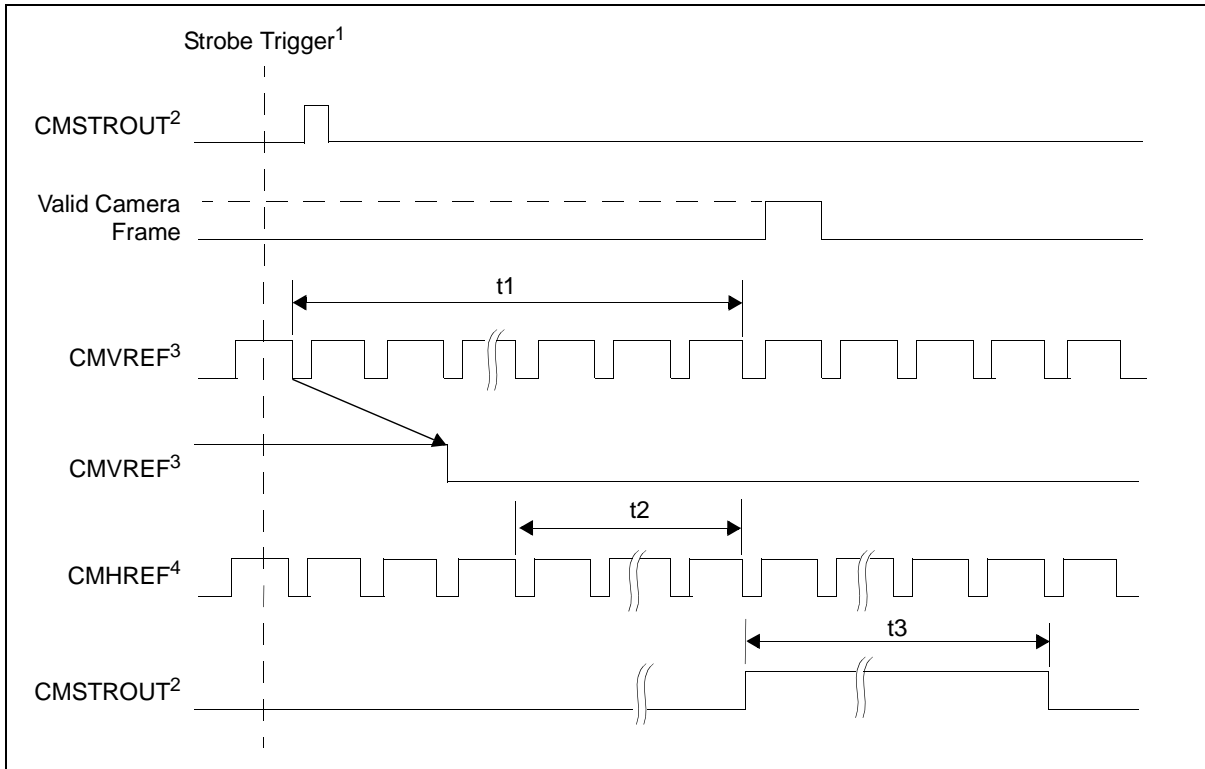 Strobe Trigger1
CMSTROUT2
Valid Camera
Frame
t1
CMVREF3
CMVREF3
t2
CMHREF4
t3
CMSTROUT2